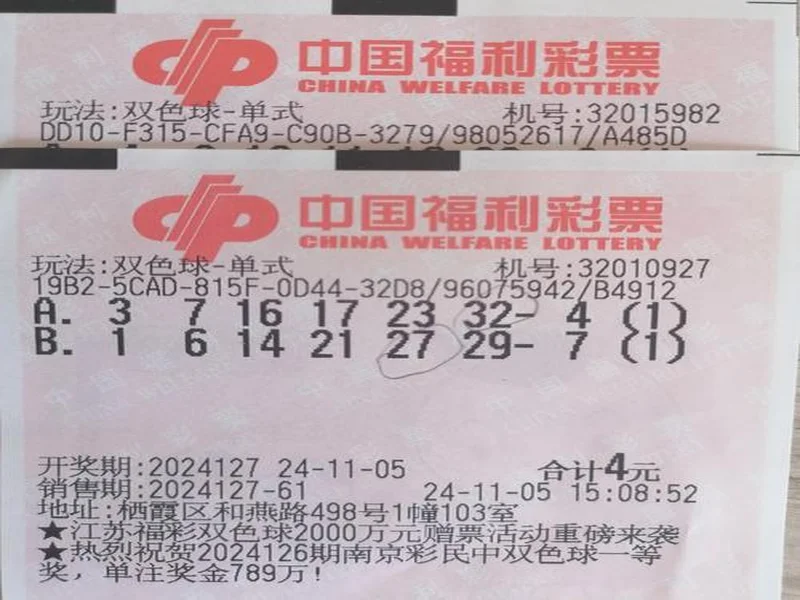 中国福利彩票
CHINA WELFARE LOTTERY
玩法:双色球-单式 机号:32015982
DD10-F315-CFA9-C90B-3279/98052617/A485D
中国福利彩票
CHINA WELFARE LOTTERY
玩法:双色球-单式 机号:32010927
19B2-5CAD-815F-0D44-32D8/96075942/B4912
A. 3 7 16 17 23 32- 4 (1)
B. 1 6 14 21 27 29- 7 (1)
开奖期:2024127 24-11-05 合计4元
销售期:2024127-61 24-11-05 15:08:52
地址:栖霞区和燕路498号1幢103室
★江苏福彩双色球2000万元赠票活动重磅来袭
★热烈祝贺2024126期南京彩民中双色球一等
奖，单注奖金789万!